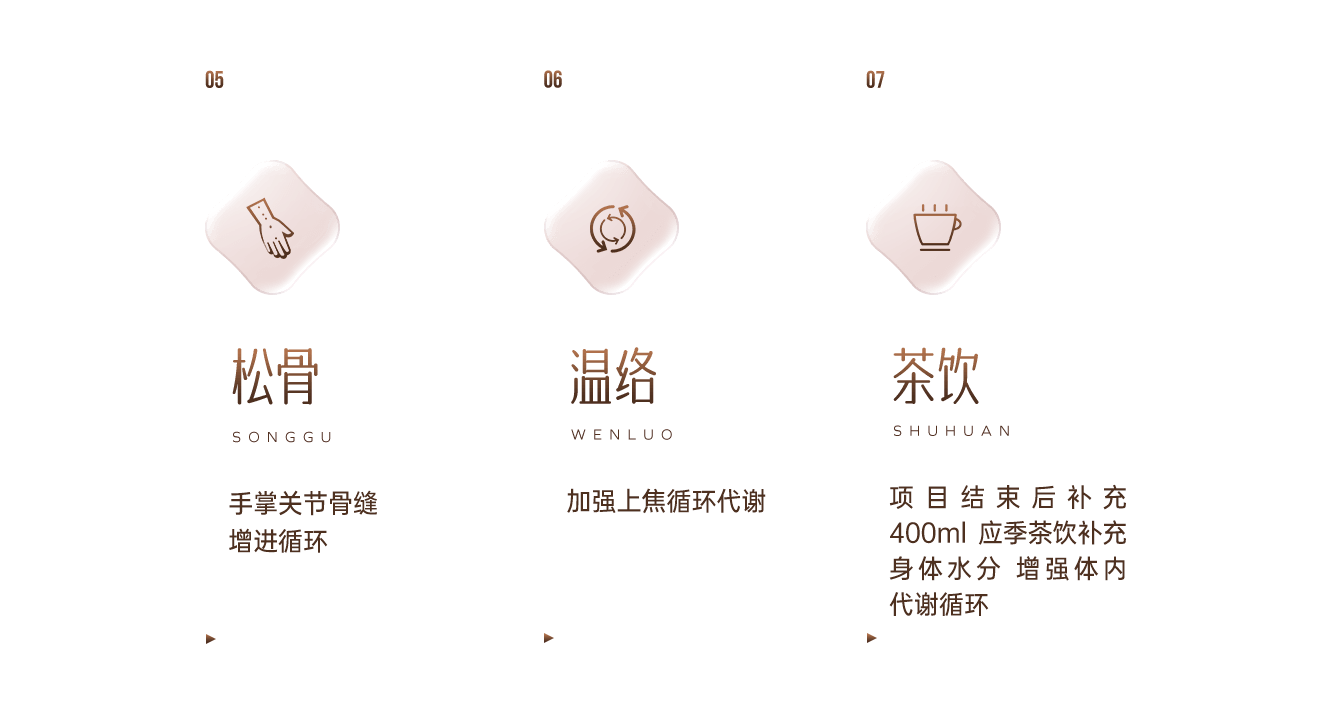 05
松骨
SONGGU
手掌关节骨缝
增进循环
06
温络
WENLUO
加强上焦循环代谢
07
茶饮
SHUHUAN
项目结束后补充
400ml 应季茶饮补充
身体水分 增强体内
代谢循环